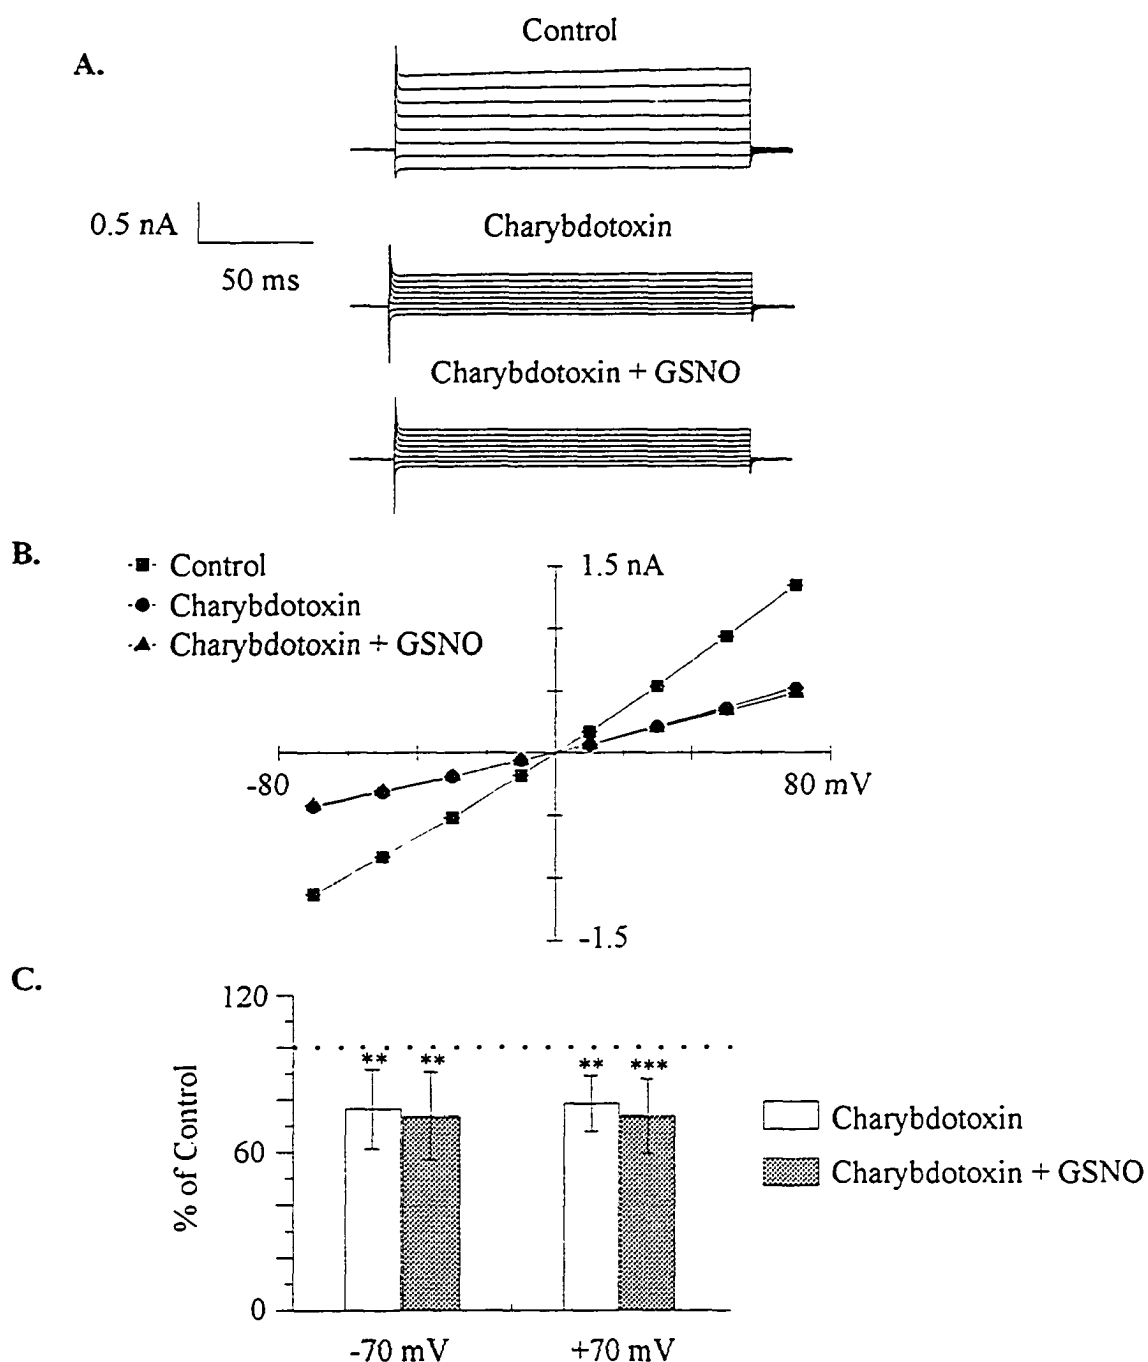 A.
Control
0.5 nA
50 ms
Charybdotoxin
Charybdotoxin + GSNO
B.
Control
Charybdotoxin
Charybdotoxin + GSNO
1.5 nA
-80
80 mV
-1.5
C.
120
60
0
% of Control
** ** ** ***
-70 mV +70 mV
Charybdotoxin
Charybdotoxin + GSNO